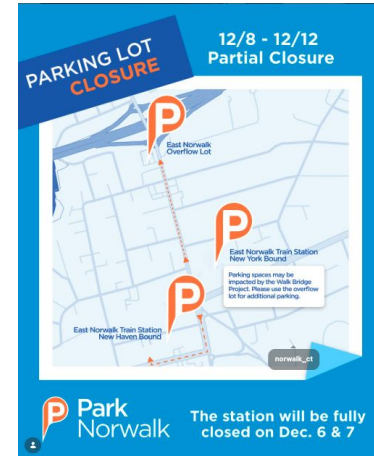 PARKING LOT
CLOSURE
12/8 - 12/12
Partial Closure
P
East Norwalk
Overflow Lot
P
East Norwalk Train Station
New York Bound
Parking spaces may be
impacted by the Walk Bridge
Project. Please use the overflow
lot for additional parking.
P
East Norwalk Train Station
New Haven Bound
norwalk_ct
P
Park
Norwalk
The station will be fully
closed on Dec. 6 & 7